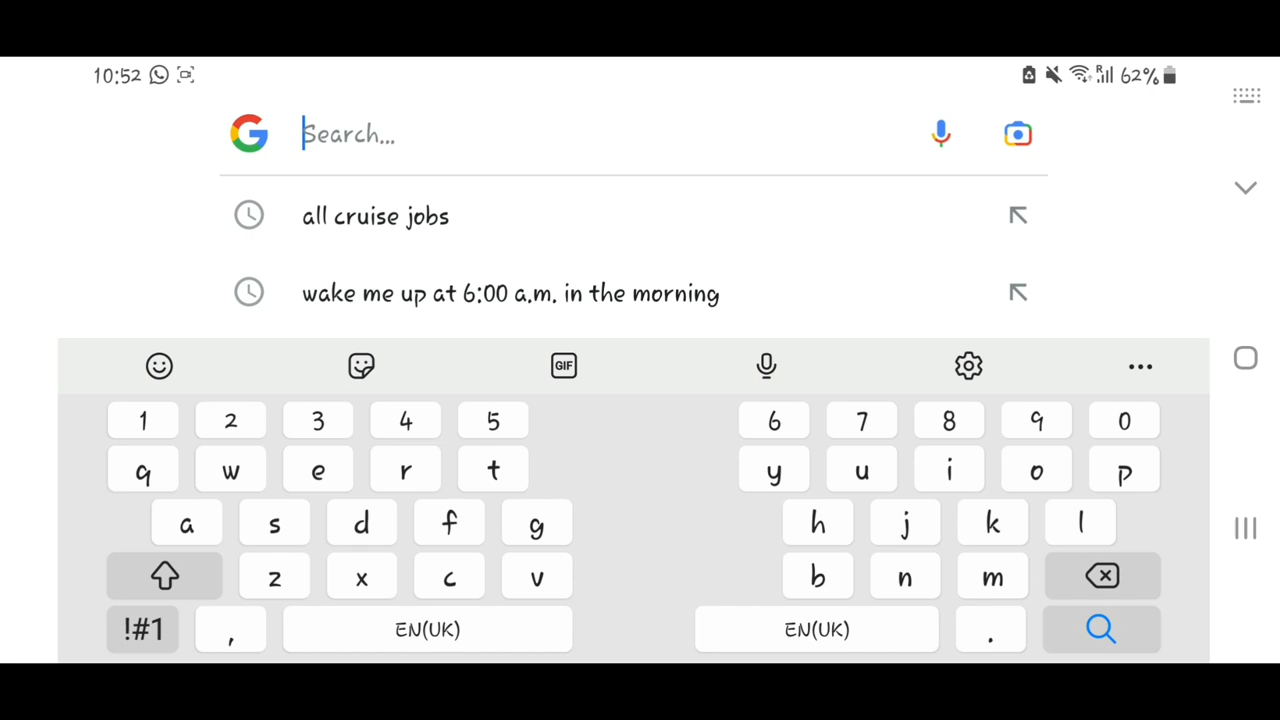 10:52 62%
Search...
all cruise jobs
wake me up at 6:00 a.m. in the morning
GIF
1 2 3 4 5 6 7 8 9 0
q w e r t y u i o p
a s d f g h j k l
z x c v b n m
!#1 , EN(UK) EN(UK) .